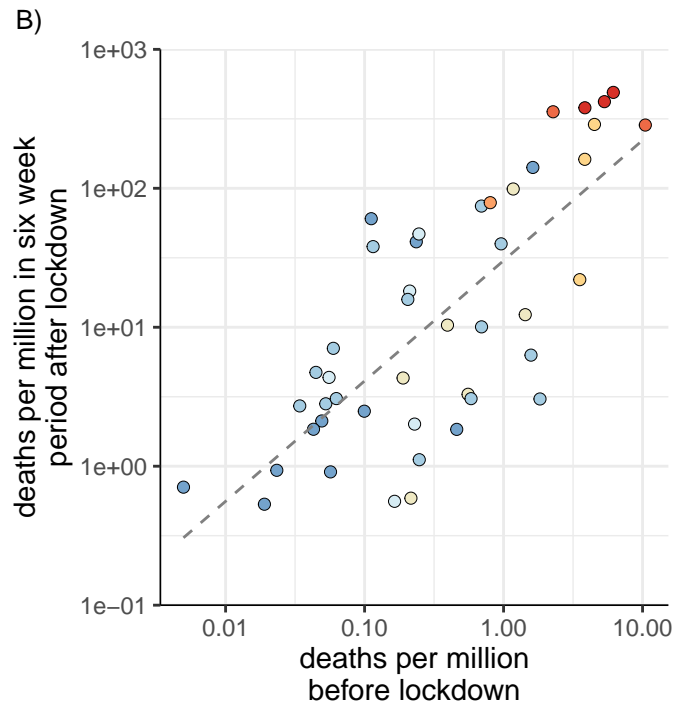 B)
1e+03
1e+02
1e+01
1e+00
1e−01
deaths per million in six week
period after lockdown
0.01
0.10
1.00
10.00
deaths per million
before lockdown